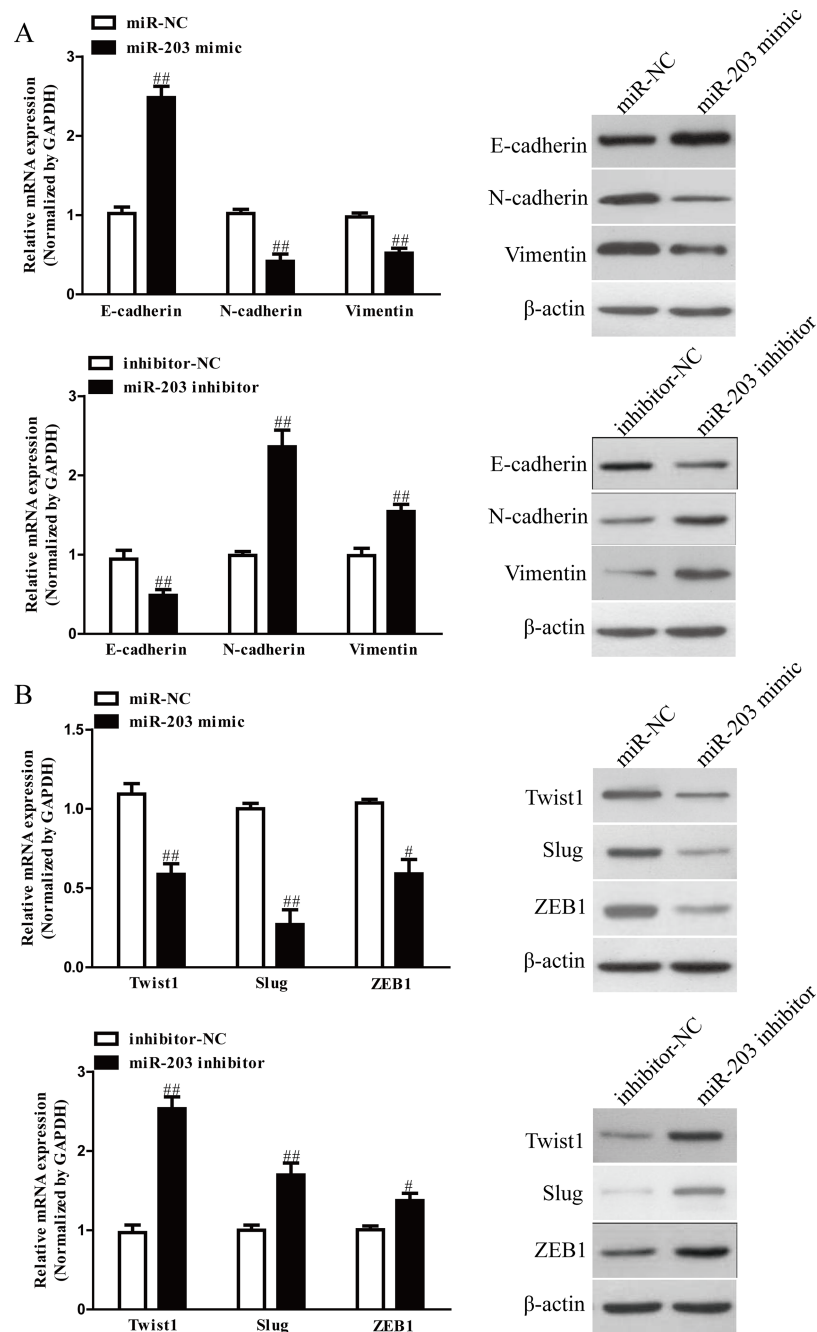 A
miR-NC
miR-203 mimic
Relative mRNA expression
(Normalized by GAPDH)
3
2
1
0
##
##
##
E-cadherin N-cadherin Vimentin
miR-NC miR-203 mimic
E-cadherin
N-cadherin
Vimentin
β-actin
inhibitor-NC
miR-203 inhibitor
Relative mRNA expression
(Normalized by GAPDH)
3
2
1
0
##
##
##
E-cadherin N-cadherin Vimentin
inhibitor-NC miR-203 inhibitor
E-cadherin
N-cadherin
Vimentin
β-actin
B
miR-NC
miR-203 mimic
Relative mRNA expression
(Normalized by GAPDH)
1.5
1.0
0.5
0.0
##
##
#
Twist1 Slug ZEB1
miR-NC miR-203 mimic
Twist1
Slug
ZEB1
β-actin
inhibitor-NC
miR-203 inhibitor
Relative mRNA expression
(Normalized by GAPDH)
3
2
1
0
##
##
#
Twist1 Slug ZEB1
inhibitor-NC miR-203 inhibitor
Twist1
Slug
ZEB1
β-actin